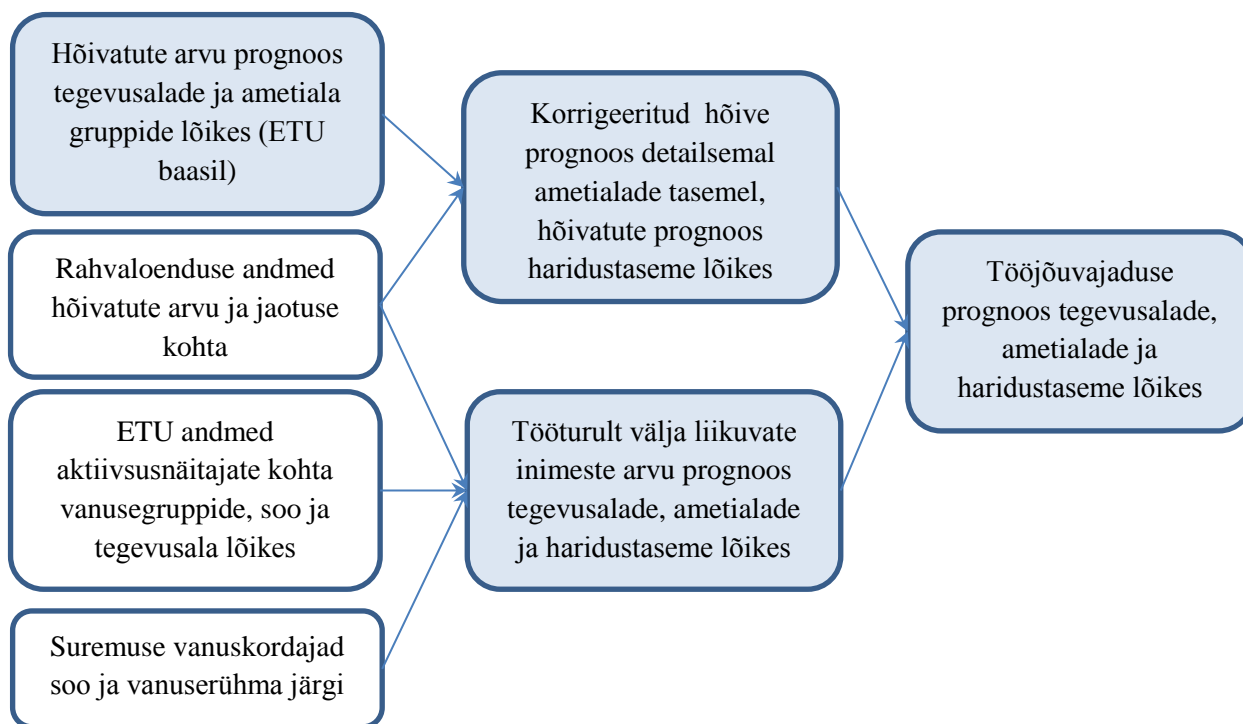 Hõivatute arvu prognoos
tegevusalade ja ametiala
gruppide lõikes (ETU
baasil)
Rahvaloenduse andmed
hõivatute arvu ja jaotuse
kohta
ETU andmed
aktiivsusnäitajate kohta
vanusegruppide, soo ja
tegevusala lõikes
Suremuse vanuskordajad
soo ja vanuserühma järgi
Korrigeeritud hõive
prognoos detailsemal
ametialade tasemel,
hõivatute prognoos
haridustaseme lõikes
Tööturult välja liikuvate
inimeste arvu prognoos
tegevusalade, ametialade
ja haridustaseme lõikes
Tööjõuvajaduse
prognoos tegevusalade,
ametialade ja
haridustaseme lõikes